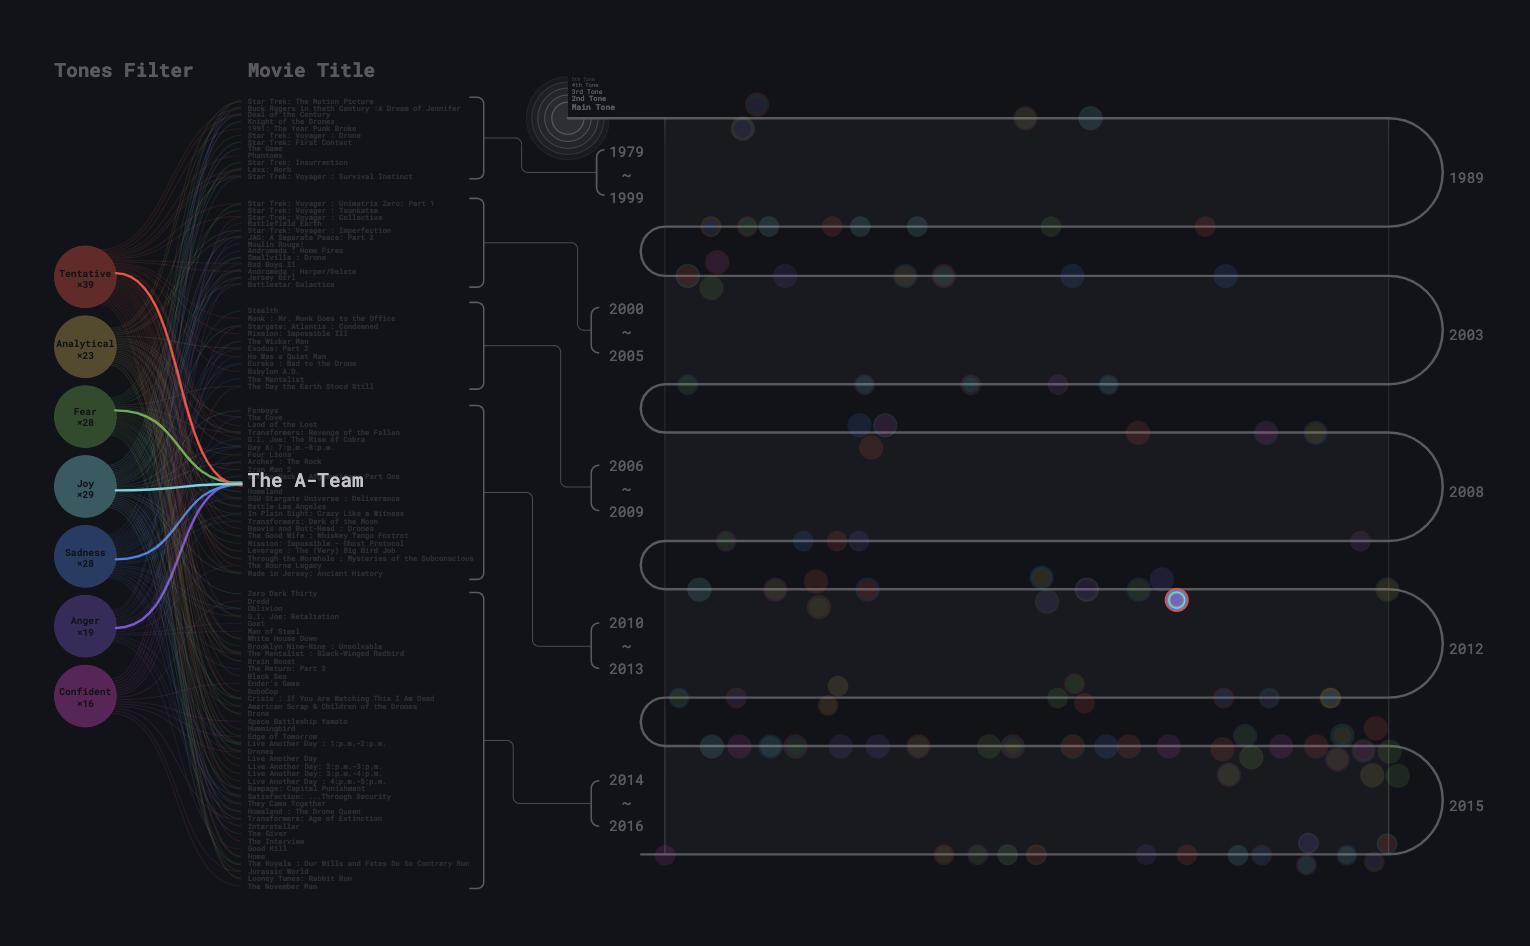 Tones Filter
Movie Title
5th Tone
4th Tone
3rd Tone
2nd Tone
Main Tone
Star Trek: The Motion Picture
Buck Rogers in the
Deal of the Century
Knight of the Drones
1991: The Year Punk Broke
Star Trek: Voyager : Drone
Star Trek: First Contact
The Game
Phantoms
Star Trek: Insurrection
Lexx: Norb
Star Trek: Voyager : Survival Instinct
Star Trek: Voyager : Unimatrix Zero: Part 1
Star Trek: Voyager : Tsunkatse
Star Trek: Voyager : Collective
Battlefield Earth
Star Trek: Voyager : Imperfection
JAG: A Separate Peace: Part 2
Moulin Rouge!
Andromeda : Home Fires
Smallville : Drone
Bad Boys II
Andromeda : Harper/Delete
Jersey Girl
Battlestar Galactica
Stealth
Monk : Mr. Monk Goes to the Office
Stargate: Atlantis : Condemned
Mission: Impossible III
The Wicker Man
Exodus: Part 2
He Was a Quiet Man
Eureka : Bad to the Drone
Babylon A.D.
The Mentalist
The Day the Earth Stood Still
Fanboys
The Cove
Land of the Lost
Transformers: Revenge of the Fallen
G.I. Joe: The Rise of Cobra
Day 8: 7:p.m.-8:p.m.
Four Lions
Archer : The Rock
Iron Man 2
Part One
The A-Team
Homeland
SGU Stargate Universe : Deliverance
Battle Los Angeles
In Plain Sight: Crazy Like a Witness
Transformers: Dark of the Moon
Beavis and Butt-Head : Drones
The Good Wife : Whiskey Tango Foxtrot
Mission: Impossible - Ghost Protocol
Leverage : The (Very) Big Bird Job
Through the Wormhole : Mysteries of the Subconscious
The Bourne Legacy
Made in Jersey: Ancient History
Zero Dark Thirty
Dredd
Oblivion
G.I. Joe: Retaliation
Goat
Man of Steel
White House Down
Brooklyn Nine-Nine : Unsolvable
The Mentalist : Black-Winged Redbird
Brain Boost
The Return: Part 2
Black Sea
Ender's Game
RoboCop
Crisis : If You Are Watching This I Am Dead
American Scrap & Children of the Drones
Drone
Space Battleship Yamato
Hummingbird
Edge of Tomorrow
Live Another Day : 1:p.m.-2:p.m.
Drones
Live Another Day
Live Another Day: 2:p.m.-3:p.m.
Live Another Day: 3:p.m.-4:p.m.
Live Another Day : 4:p.m.-5:p.m.
Rampage: Capital Punishment
Satisfaction: ...Through Security
They Came Together
Homeland : The Drone Queen
Transformers: Age of Extinction
Interstellar
The Giver
The Interview
Good Kill
Home
The Royals : Our Wills and Fates Do So Contrary Run
Jurassic World
Looney Tunes: Rabbit Run
The November Man
Tentative
×39
Analytical
×23
Fear
×28
Joy
×29
Sadness
×28
Anger
×19
Confident
×16
1979
~
1999
2000
~
2005
2006
~
2009
2010
~
2013
2014
~
2016
1989
2003
2008
2012
2015